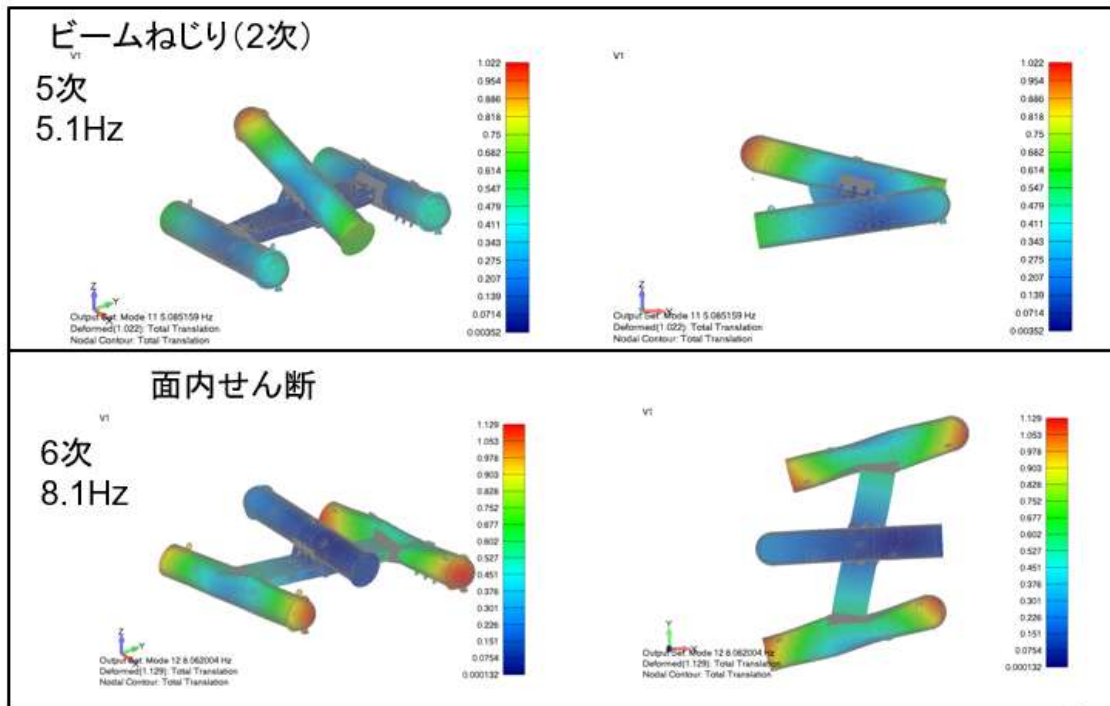 ビームねじり(2次)
5次
5.1Hz
V1
1.022
0.954
0.886
0.818
0.75
0.682
0.614
0.547
0.479
0.411
0.343
0.275
0.207
0.139
0.0714
0.00352
Z
Y
X
Output Set: Mode 11 5.085159 Hz
Deformed(1.022): Total Translation
Nodal Contour: Total Translation
V1
1.022
0.954
0.886
0.818
0.75
0.682
0.614
0.547
0.479
0.411
0.343
0.275
0.207
0.139
0.0714
0.00352
Z
X
Output Set: Mode 11 5.085159 Hz
Deformed(1.022): Total Translation
Nodal Contour: Total Translation
面内せん断
6次
8.1Hz
V1
1.129
1.053
0.978
0.903
0.828
0.752
0.677
0.602
0.527
0.451
0.376
0.301
0.226
0.151
0.0754
0.000132
Z
Y
X
Output Set: Mode 12 8.062004 Hz
Deformed(1.129): Total Translation
Nodal Contour: Total Translation
V1
1.129
1.053
0.978
0.903
0.828
0.752
0.677
0.602
0.527
0.451
0.376
0.301
0.226
0.151
0.0754
0.000132
Y
X
Output Set: Mode 12 8.062004 Hz
Deformed(1.129): Total Translation
Nodal Contour: Total Translation